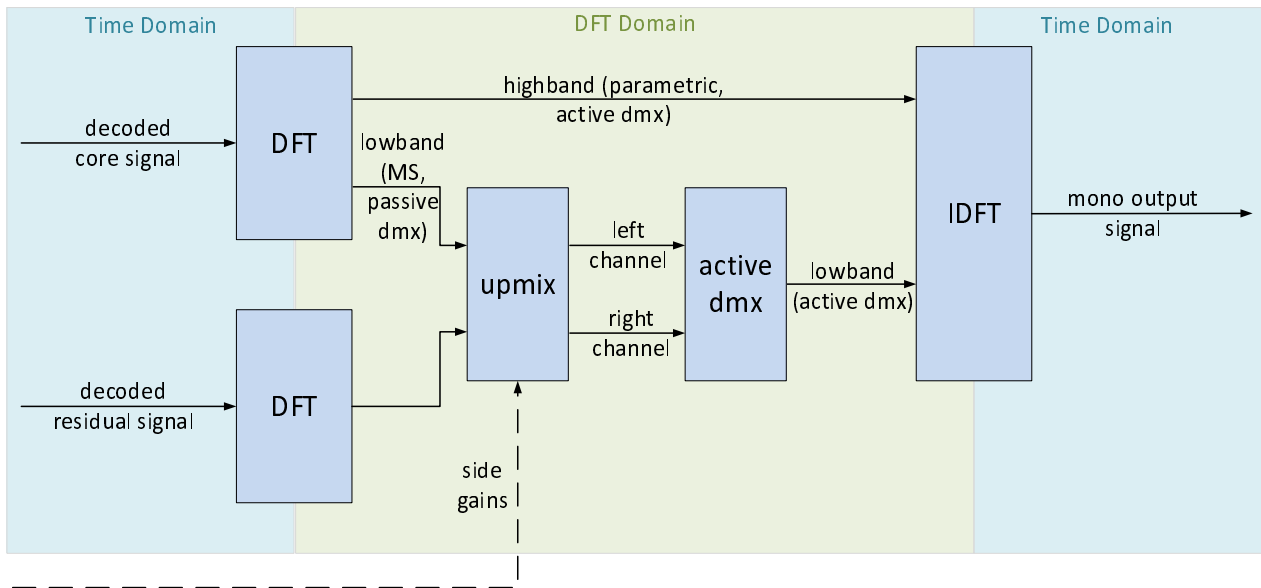 Time Domain
DFT Domain
Time Domain
highband (parametric,
active dmx)
decoded
core signal
DFT
lowband
(MS,
passive
dmx)
upmix
left
channel
right
channel
active
dmx
lowband
(active dmx)
IDFT
mono output
signal
decoded
residual signal
DFT
side
gains